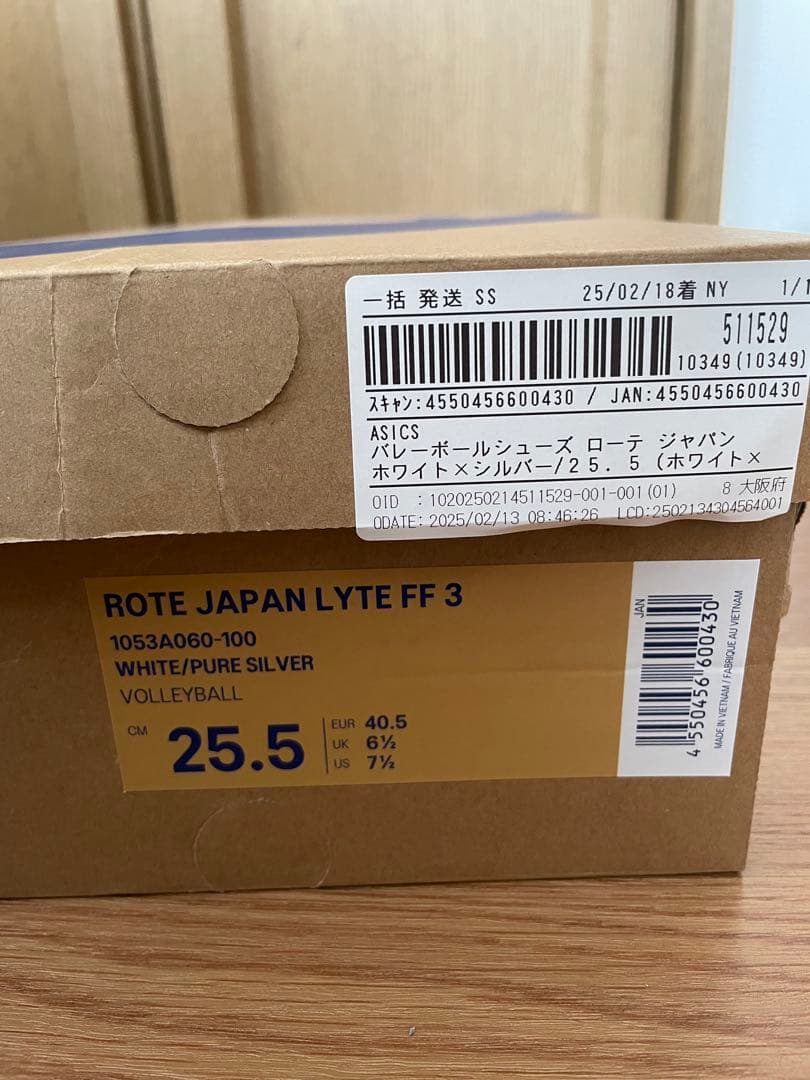 一括 発送 SS 25/02/18着 NY 1/1
511529
10349(10349)
ｽｷｬﾝ:4550456600430 / JAN:4550456600430
ASICS
バレーボールシューズ ローテ ジャパン
ホワイト×シルバー/25.5 (ホワイト×
OID :1020250214511529-001-001(01) 8 大阪府
ODATE:2025/02/13 08:46:26 LCD:2502134304564001
ROTE JAPAN LYTE FF 3
1053A060-100
WHITE/PURE SILVER
VOLLEYBALL
CM 25.5
EUR 40.5
UK 6½
US 7½
JAN
4 550456 600430
MADE IN VIETNAM / FABRIQUE AU VIETNAM